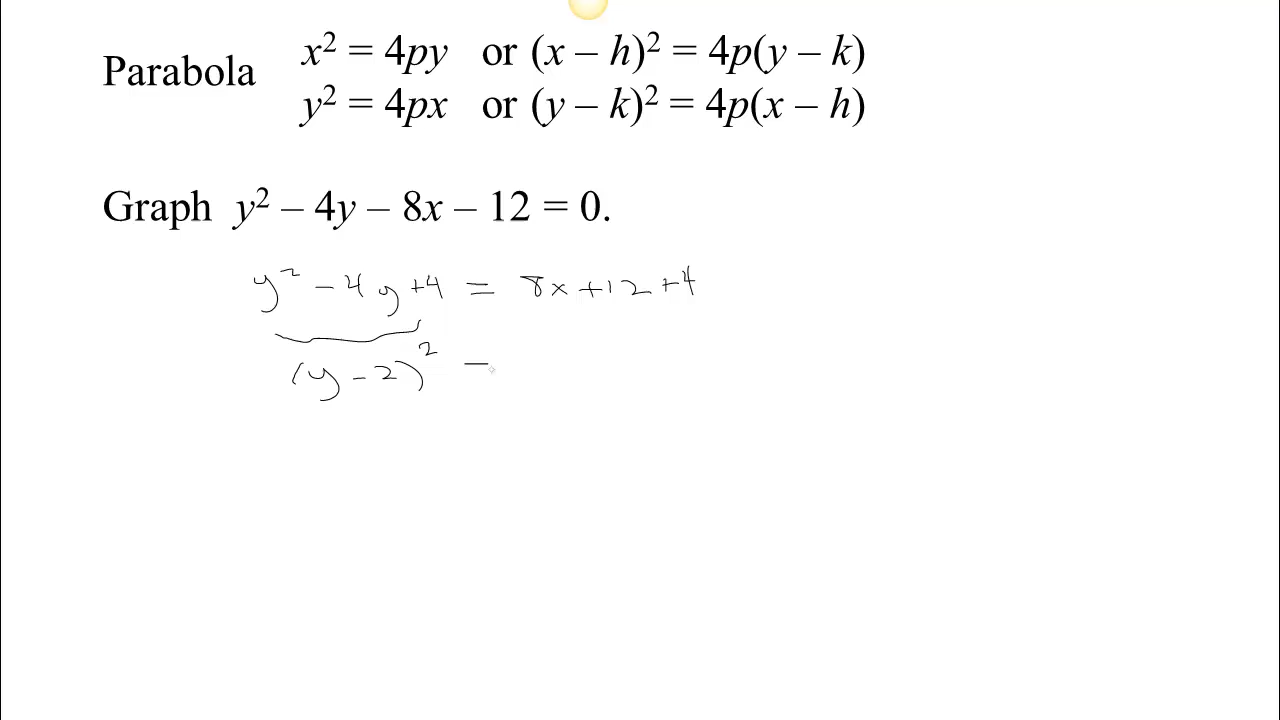 Parabola
x² = 4py or (x – h)² = 4p(y – k)
y² = 4px or (y – k)² = 4p(x – h)
Graph y² – 4y – 8x – 12 = 0.
y² – 4y +4 = 8x +12 +4
(y – 2)² –